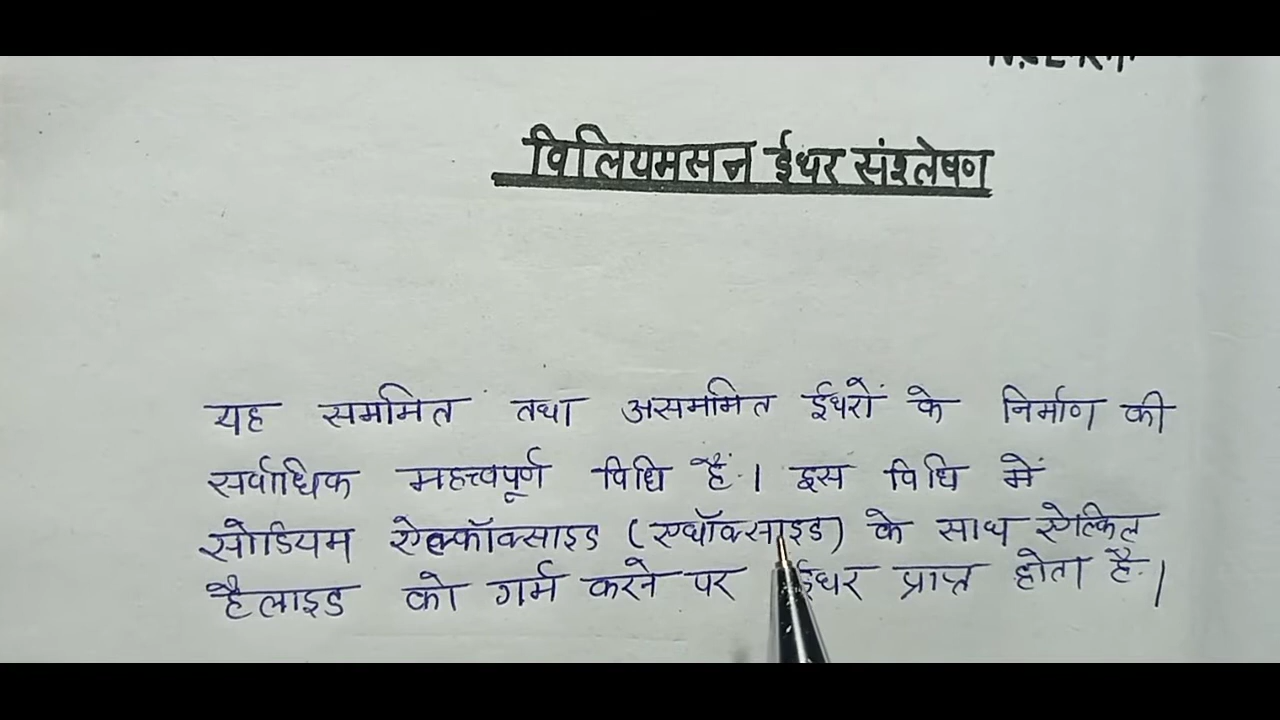 विलियमसन ईथर संश्लेषण
यह सममित तथा असममित ईथरों के निर्माण की
सर्वाधिक महत्त्वपूर्ण विधि है। इस विधि में
सोडियम ऐल्कॉक्साइड (एथॉक्साइड) के साथ ऐल्किल
हैलाइड को गर्म करने पर ईथर प्राप्त होता है।